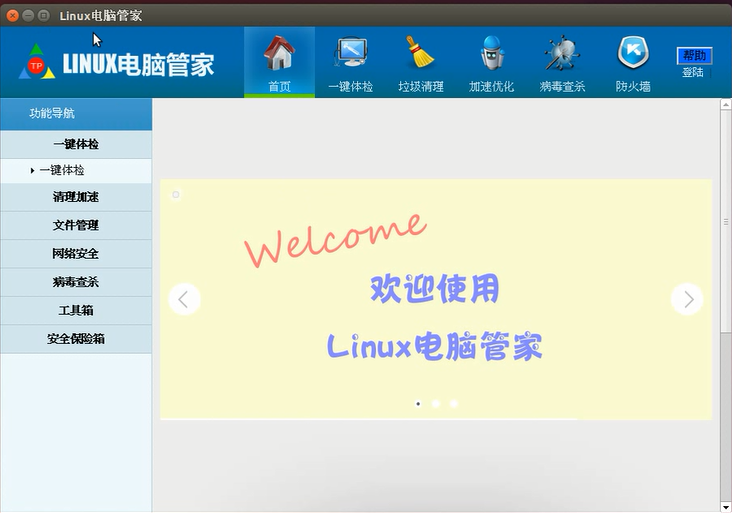 Linux电脑管家
TP
LINUX电脑管家
首页
一键体检
垃圾清理
加速优化
病毒查杀
防火墙
帮助
登陆
功能导航
一键体检
一键体检
清理加速
文件管理
网络安全
病毒查杀
工具箱
安全保险箱
Welcome
欢迎使用
Linux电脑管家